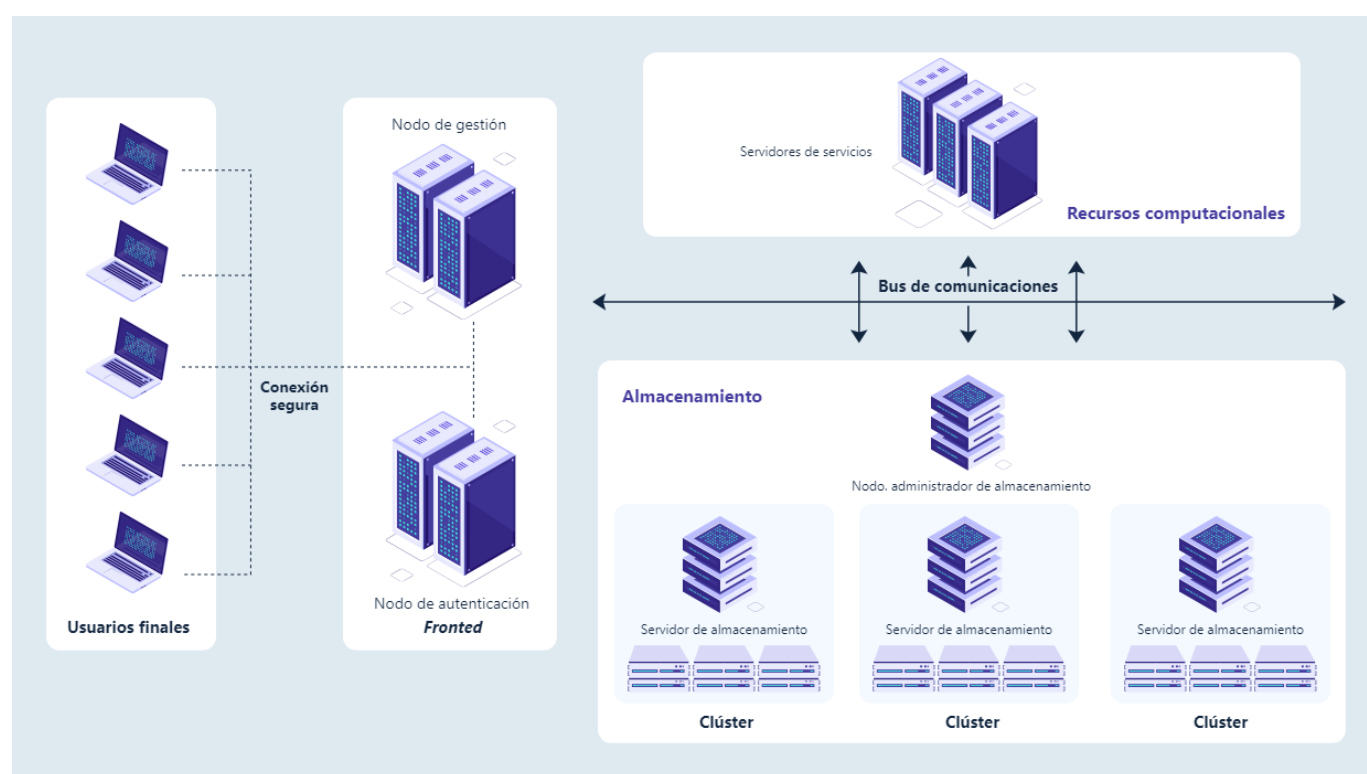 Usuarios finales
Conexión
segura
Nodo de gestión
Nodo de autenticación
Fronted
Servidores de servicios
Recursos computacionales
Bus de comunicaciones
Almacenamiento
Nodo. administrador de almacenamiento
Servidor de almacenamiento
Clúster
Servidor de almacenamiento
Clúster
Servidor de almacenamiento
Clúster